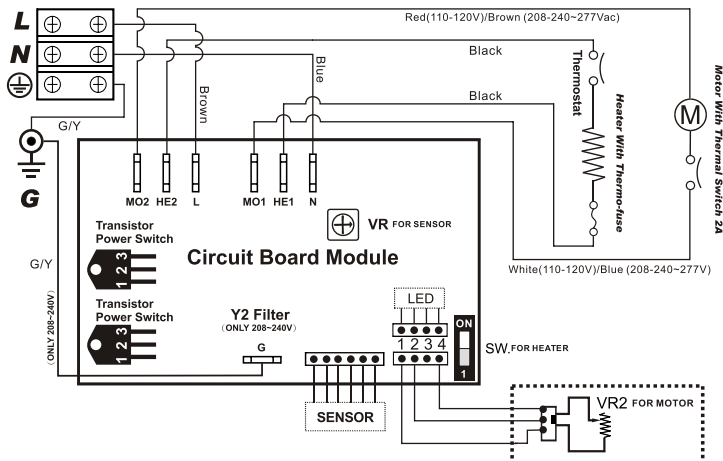 L
N
Red(110-120V)/Brown (208-240~277Vac)
Black
Black
Blue
Brown
Thermostat
Heater With Thermo-fuse
Motor With Thermal Switch 2A
M
G/Y
G
MO2 HE2 L MO1 HE1 N
VR FOR SENSOR
Transistor
Power Switch
1 2 3
Circuit Board Module
White(110-120V)/Blue (208-240~277V)
G/Y
(ONLY 208~240V)
Transistor
Power Switch
1 2 3
Y2 Filter
(ONLY 208~240V)
G
LED
1 2 3 4
ON
1
SW.FOR HEATER
SENSOR
VR2 FOR MOTOR